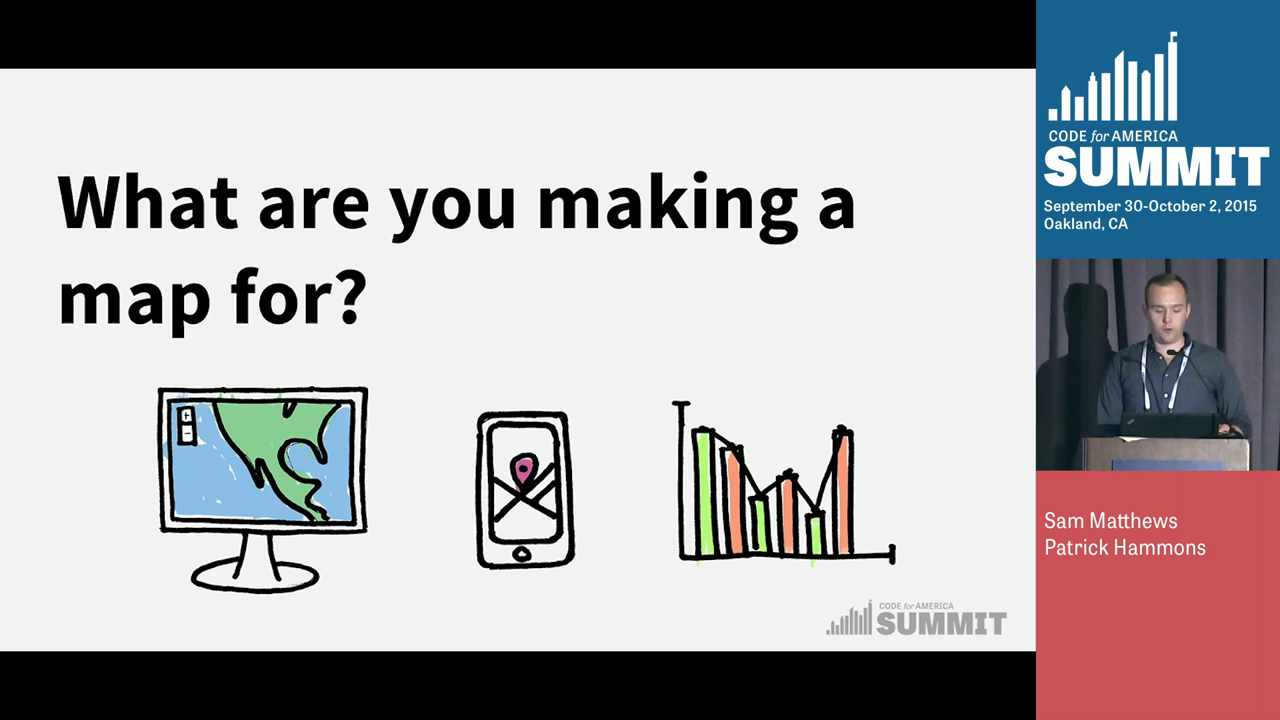 What are you making a
map for?
+
-
CODE for AMERICA
SUMMIT
CODE for AMERICA
SUMMIT
September 30-October 2, 2015
Oakland, CA
Sam Matthews
Patrick Hammons